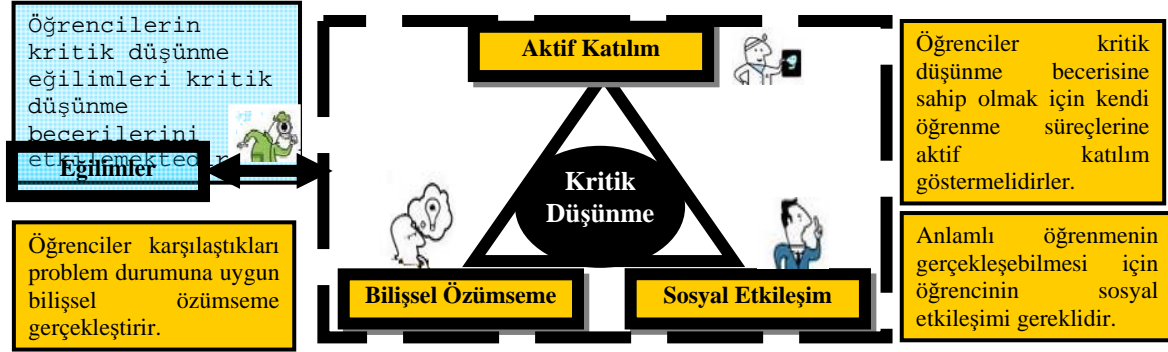 Öğrencilerin
kritik düşünme
eğilimleri kritik
düşünme
becerilerini
etkilemektedir
Eğilimler
Öğrenciler karşılaştıkları
problem durumuna uygun
bilişsel özümseme
gerçekleştirir.
Aktif Katılım
Kritik
Düşünme
Bilişsel Özümseme
Sosyal Etkileşim
Öğrenciler kritik
düşünme becerisine
sahip olmak için kendi
öğrenme süreçlerine
aktif katılım
göstermelidirler.
Anlamlı öğrenmenin
gerçekleşebilmesi için
öğrencinin sosyal
etkileşimi gereklidir.